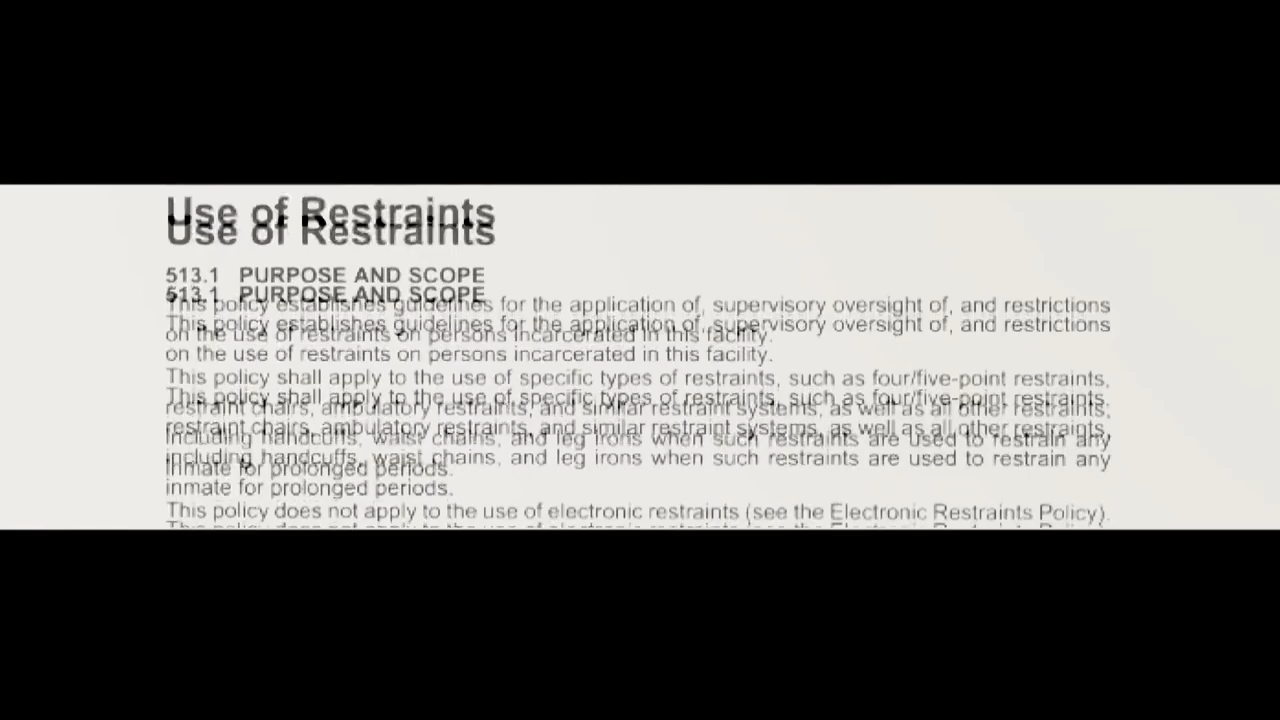 Use of Restraints
513.1 PURPOSE AND SCOPE
This policy establishes guidelines for the application of, supervisory oversight of, and restrictions
on the use of restraints on persons incarcerated in this facility.
This policy shall apply to the use of specific types of restraints, such as four/five-point restraints,
restraint chairs, ambulatory restraints, and similar restraint systems, as well as all other restraints,
including handcuffs, waist chains, and leg irons when such restraints are used to restrain any
inmate for prolonged periods.
This policy does not apply to the use of electronic restraints (see the Electronic Restraints Policy).